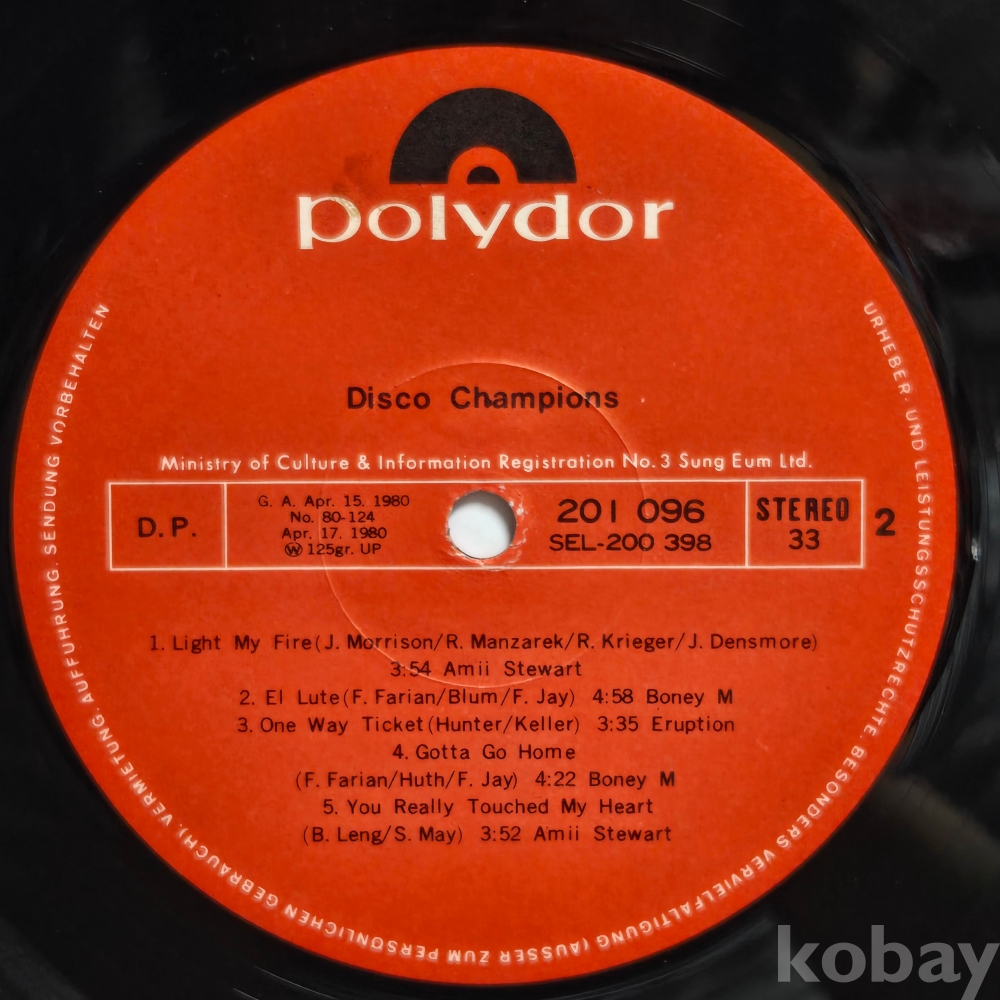 polydor
Disco Champions
Ministry of Culture & Information Registration No.3 Sung Eum Ltd.
D.P.
G. A. Apr. 15. 1980
No. 80-124
Apr. 17. 1980
Ⓦ 125gr. UP
201 096
SEL-200 398
STEREO
33
2
1. Light My Fire (J. Morrison/R. Manzarek/R. Krieger/J. Densmore)
3:54 Amii Stewart
2. El Lute (F. Farian/Blum/F. Jay) 4:58 Boney M
3. One Way Ticket (Hunter/Keller) 3:35 Eruption
4. Gotta Go Home
(F. Farian/Huth/F. Jay) 4:22 Boney M
5. You Really Touched My Heart
(B. Leng/S. May) 3:52 Amii Stewart
URHEBER- UND LEISTUNGSSCHUTZRECHTE, BESONDERS VERVIELFÄLTIGUNG (AUSSER ZUM PERSÖNLICHEN GEBRAUCH), VERMIETUNG, AUFFÜHRUNG, SENDUNG VORBEHALTEN
kobay